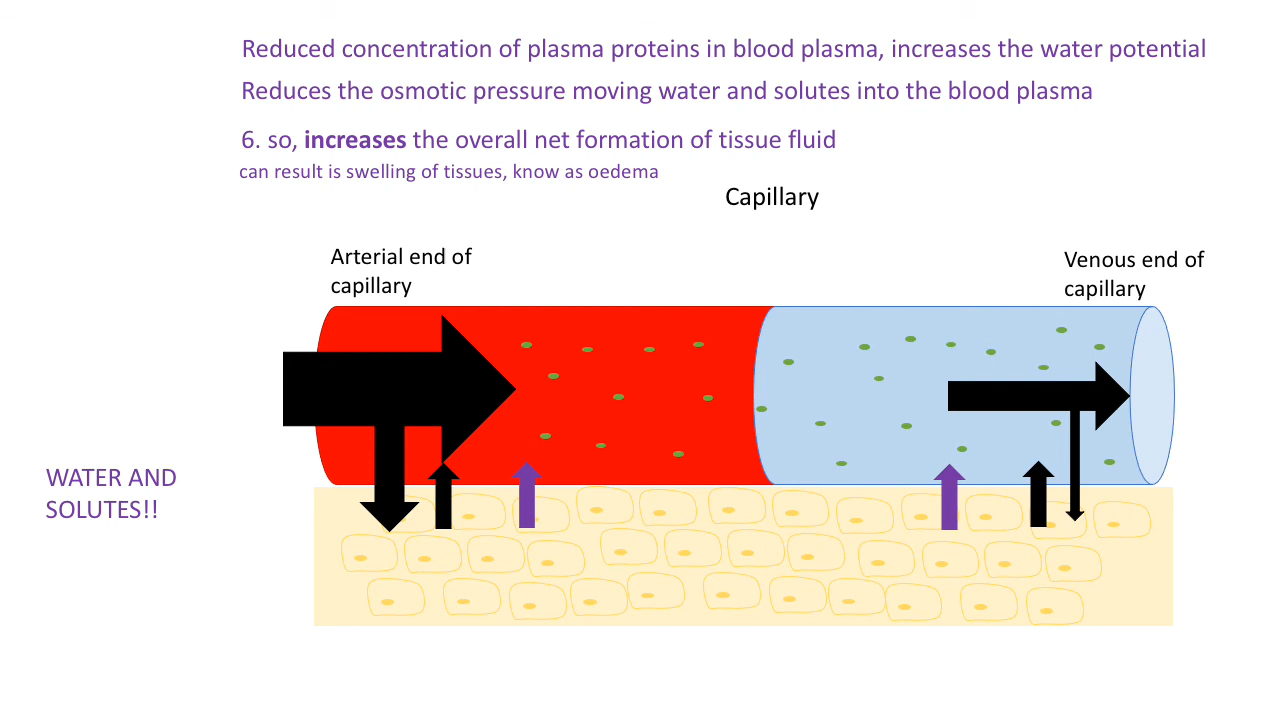 Reduced concentration of plasma proteins in blood plasma, increases the water potential
Reduces the osmotic pressure moving water and solutes into the blood plasma
6. so, increases the overall net formation of tissue fluid
can result is swelling of tissues, know as oedema
Capillary
Arterial end of
capillary
Venous end of
capillary
WATER AND
SOLUTES!!